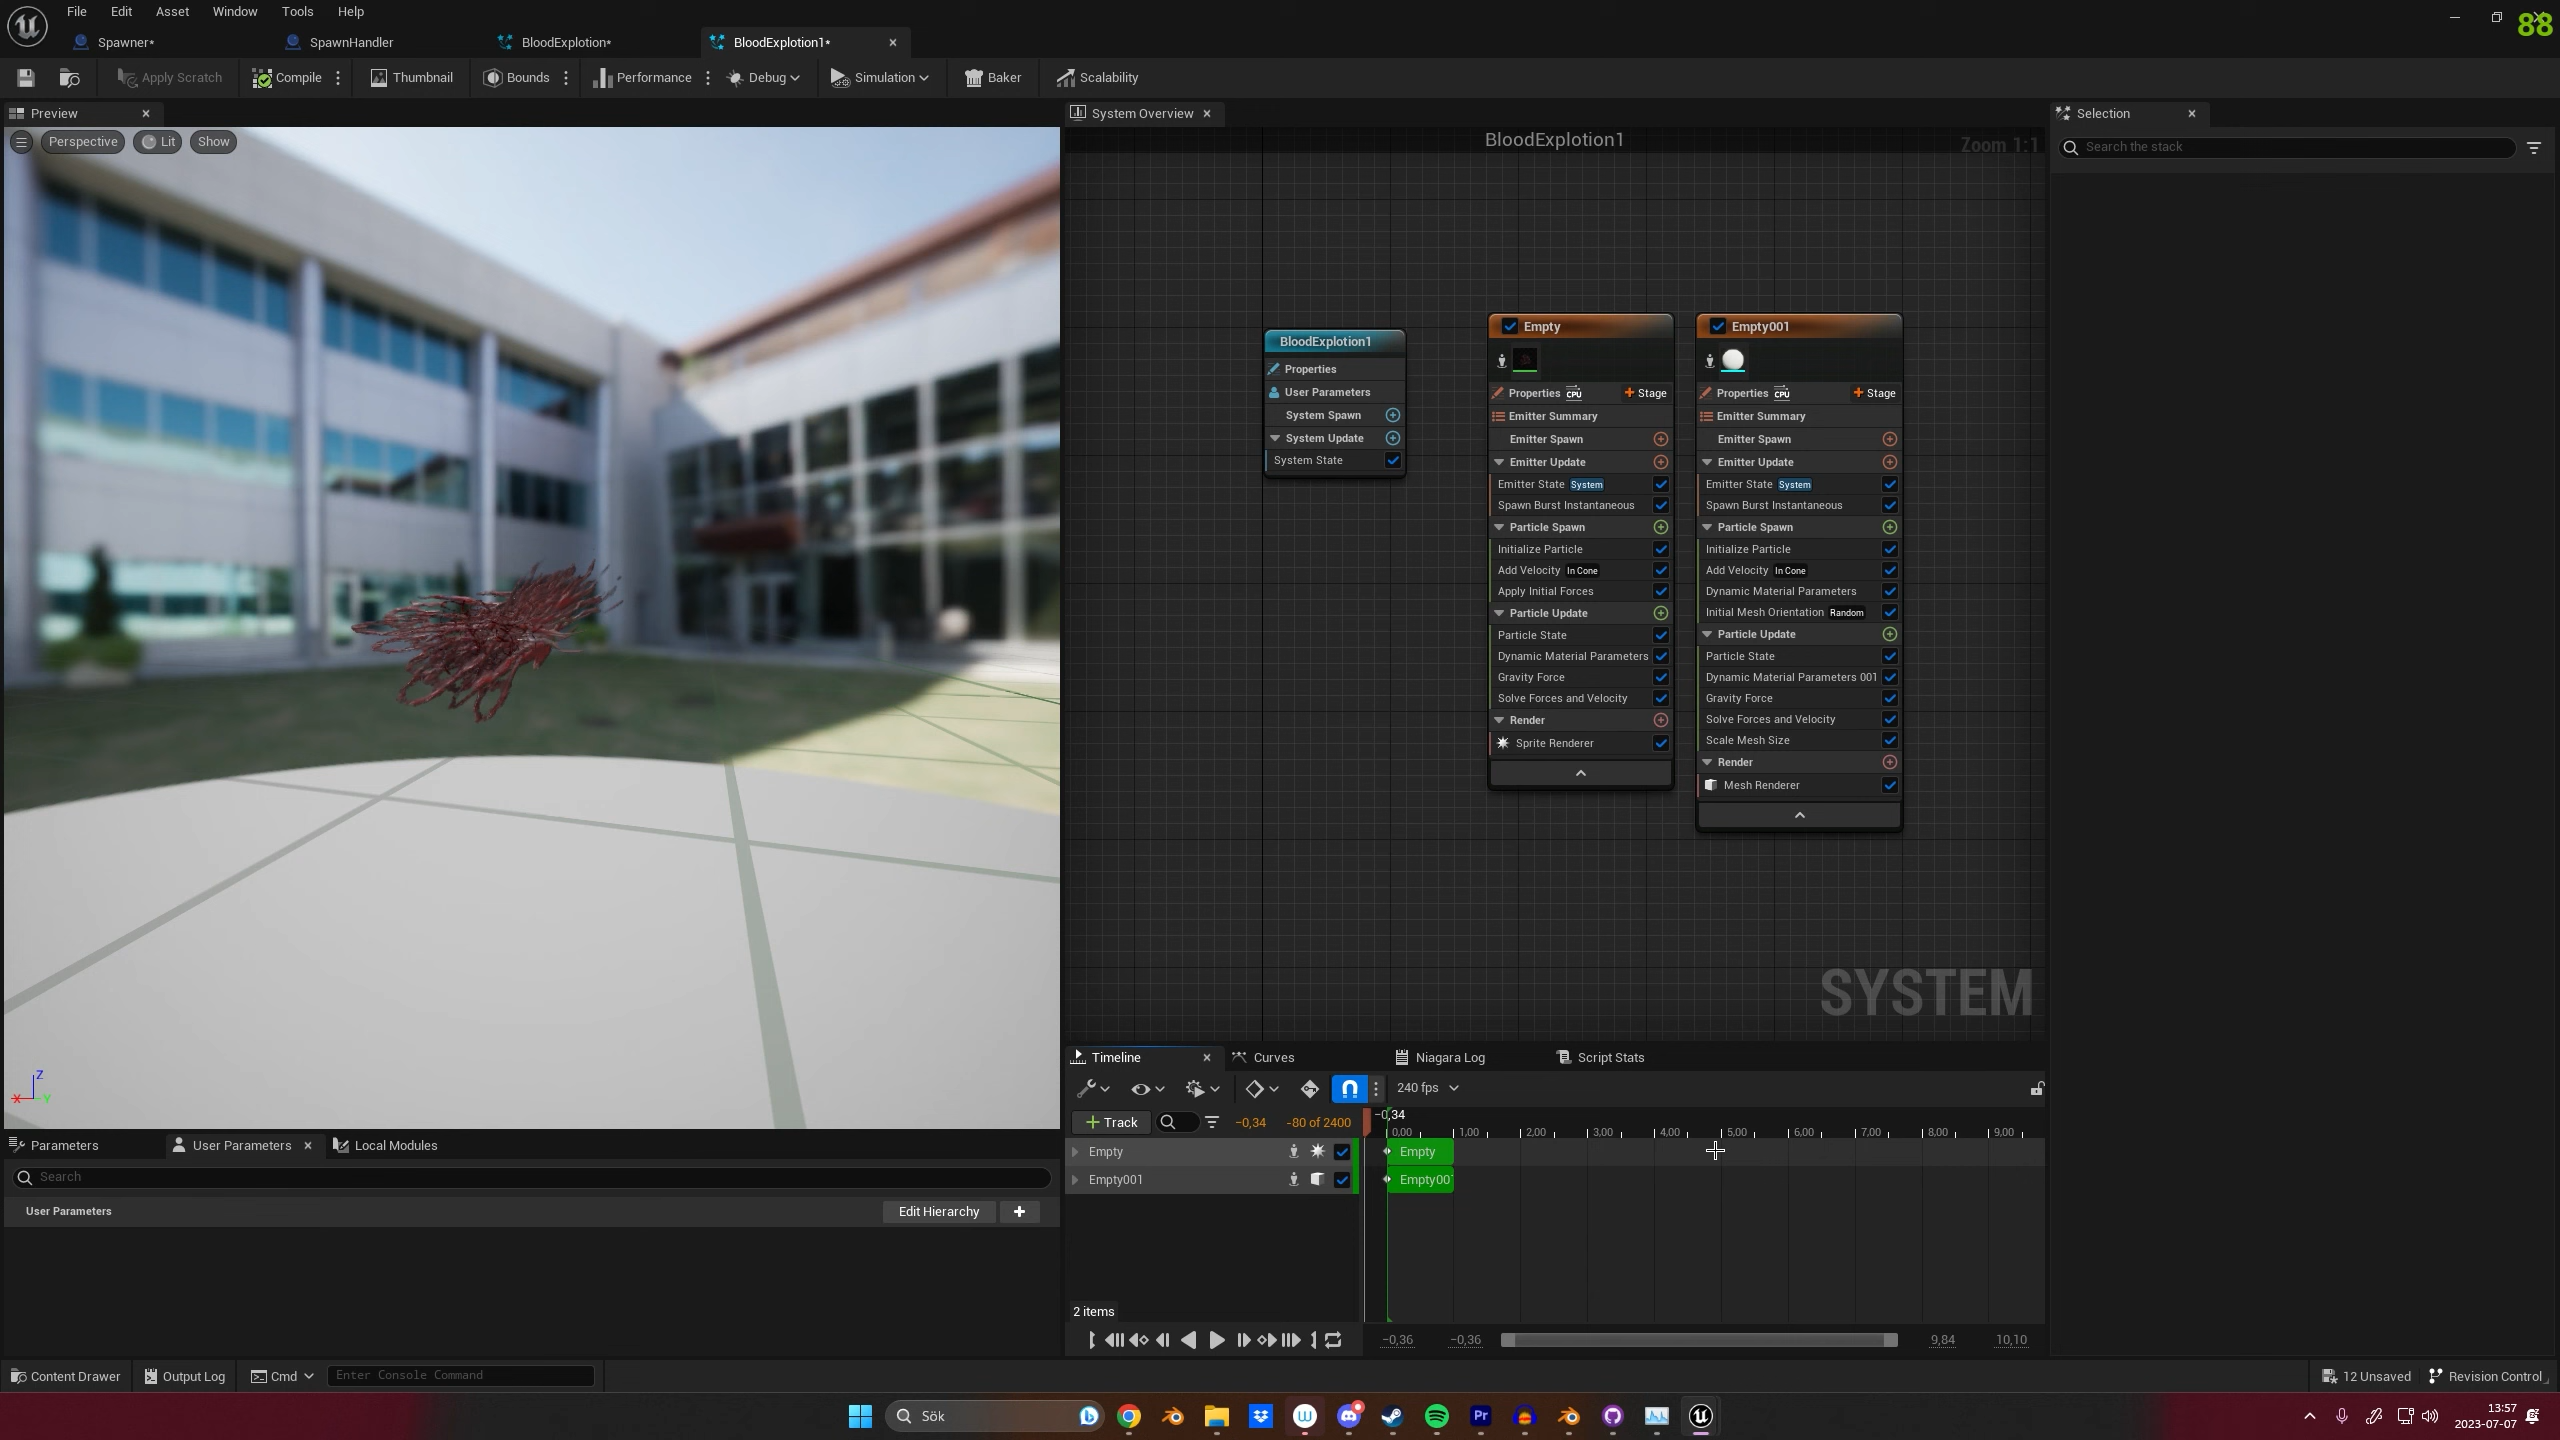 File Edit Asset Window Tools Help
88
Spawner* SpawnHandler BloodExplotion* BloodExplotion1*
Apply Scratch Compile Thumbnail Bounds Performance Debug Simulation Baker Scalability
Preview
Perspective Lit Show
System Overview
BloodExplotion1
Zoom 1:1
Selection
Search the stack
BloodExplotion1
Properties
User Parameters
System Spawn
System Update
System State
Empty
Properties CPU Stage
Emitter Summary
Emitter Spawn
Emitter Update
Emitter State System
Spawn Burst Instantaneous
Particle Spawn
Initialize Particle
Add Velocity In Cone
Apply Initial Forces
Particle Update
Particle State
Dynamic Material Parameters
Gravity Force
Solve Forces and Velocity
Render
Sprite Renderer
Empty001
Properties CPU Stage
Emitter Summary
Emitter Spawn
Emitter Update
Emitter State System
Spawn Burst Instantaneous
Particle Spawn
Initialize Particle
Add Velocity In Cone
Dynamic Material Parameters
Initial Mesh Orientation Random
Particle Update
Particle State
Dynamic Material Parameters 001
Gravity Force
Solve Forces and Velocity
Scale Mesh Size
Render
Mesh Renderer
SYSTEM
Z
X Y
Timeline Curves Niagara Log Script Stats
240 fps
Track −0,34 -80 of 2400
−0,34
0,00 1,00 2,00 3,00 4,00 5,00 6,00 7,00 8,00 9,00
Empty Empty
Empty001 Empty00
2 items
−0,36 −0,36 9,84 10,10
Parameters User Parameters Local Modules
Search
User Parameters Edit Hierarchy
Content Drawer Output Log Cmd Enter Console Command
12 Unsaved Revision Control
Sök
13:57
2023-07-07